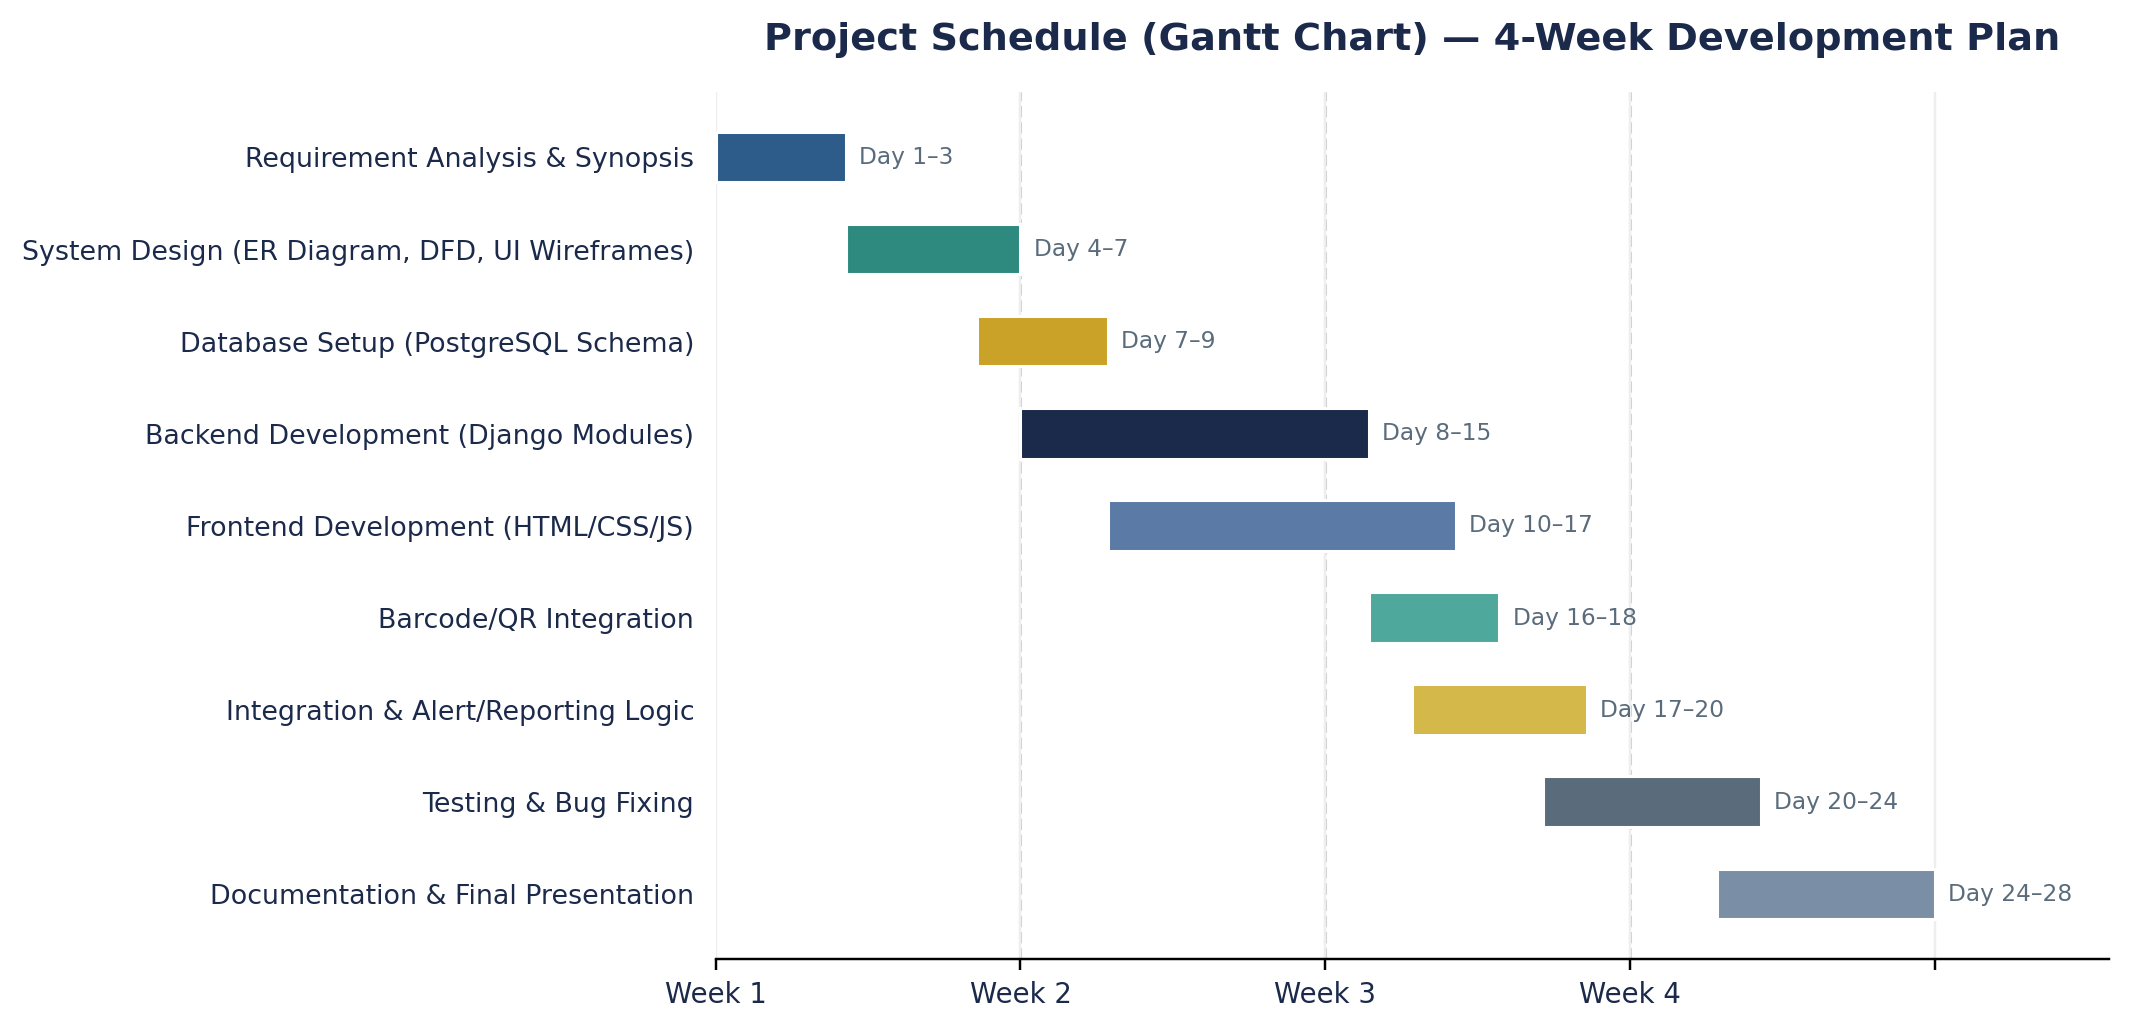 Project Schedule (Gantt Chart) — 4-Week Development Plan
Requirement Analysis & Synopsis Day 1–3
System Design (ER Diagram, DFD, UI Wireframes) Day 4–7
Database Setup (PostgreSQL Schema) Day 7–9
Backend Development (Django Modules) Day 8–15
Frontend Development (HTML/CSS/JS) Day 10–17
Barcode/QR Integration Day 16–18
Integration & Alert/Reporting Logic Day 17–20
Testing & Bug Fixing Day 20–24
Documentation & Final Presentation Day 24–28
Week 1 Week 2 Week 3 Week 4